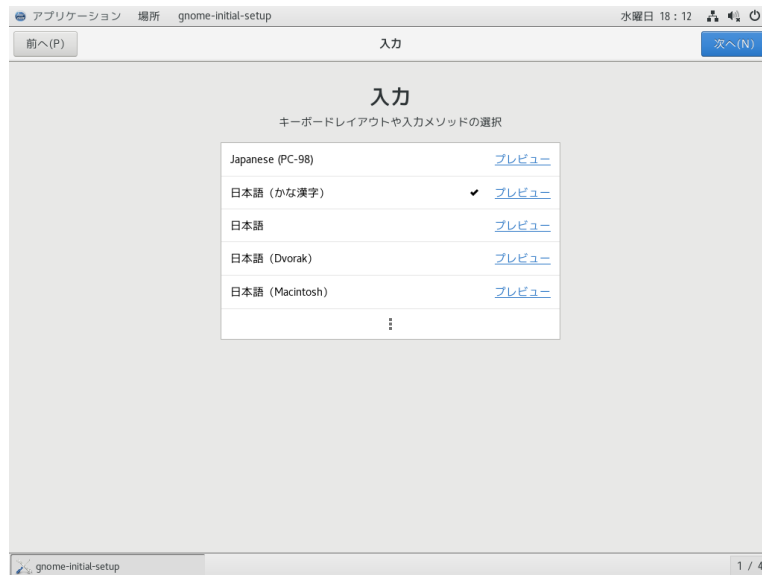 アプリケーション 場所 gnome-initial-setup 水曜日 18:12
前へ(P) 入力 次へ(N)
入力
キーボードレイアウトや入力メソッドの選択
Japanese (PC-98) プレビュー
日本語 (かな漢字) ✔ プレビュー
日本語 プレビュー
日本語 (Dvorak) プレビュー
日本語 (Macintosh) プレビュー
gnome-initial-setup 1 / 4